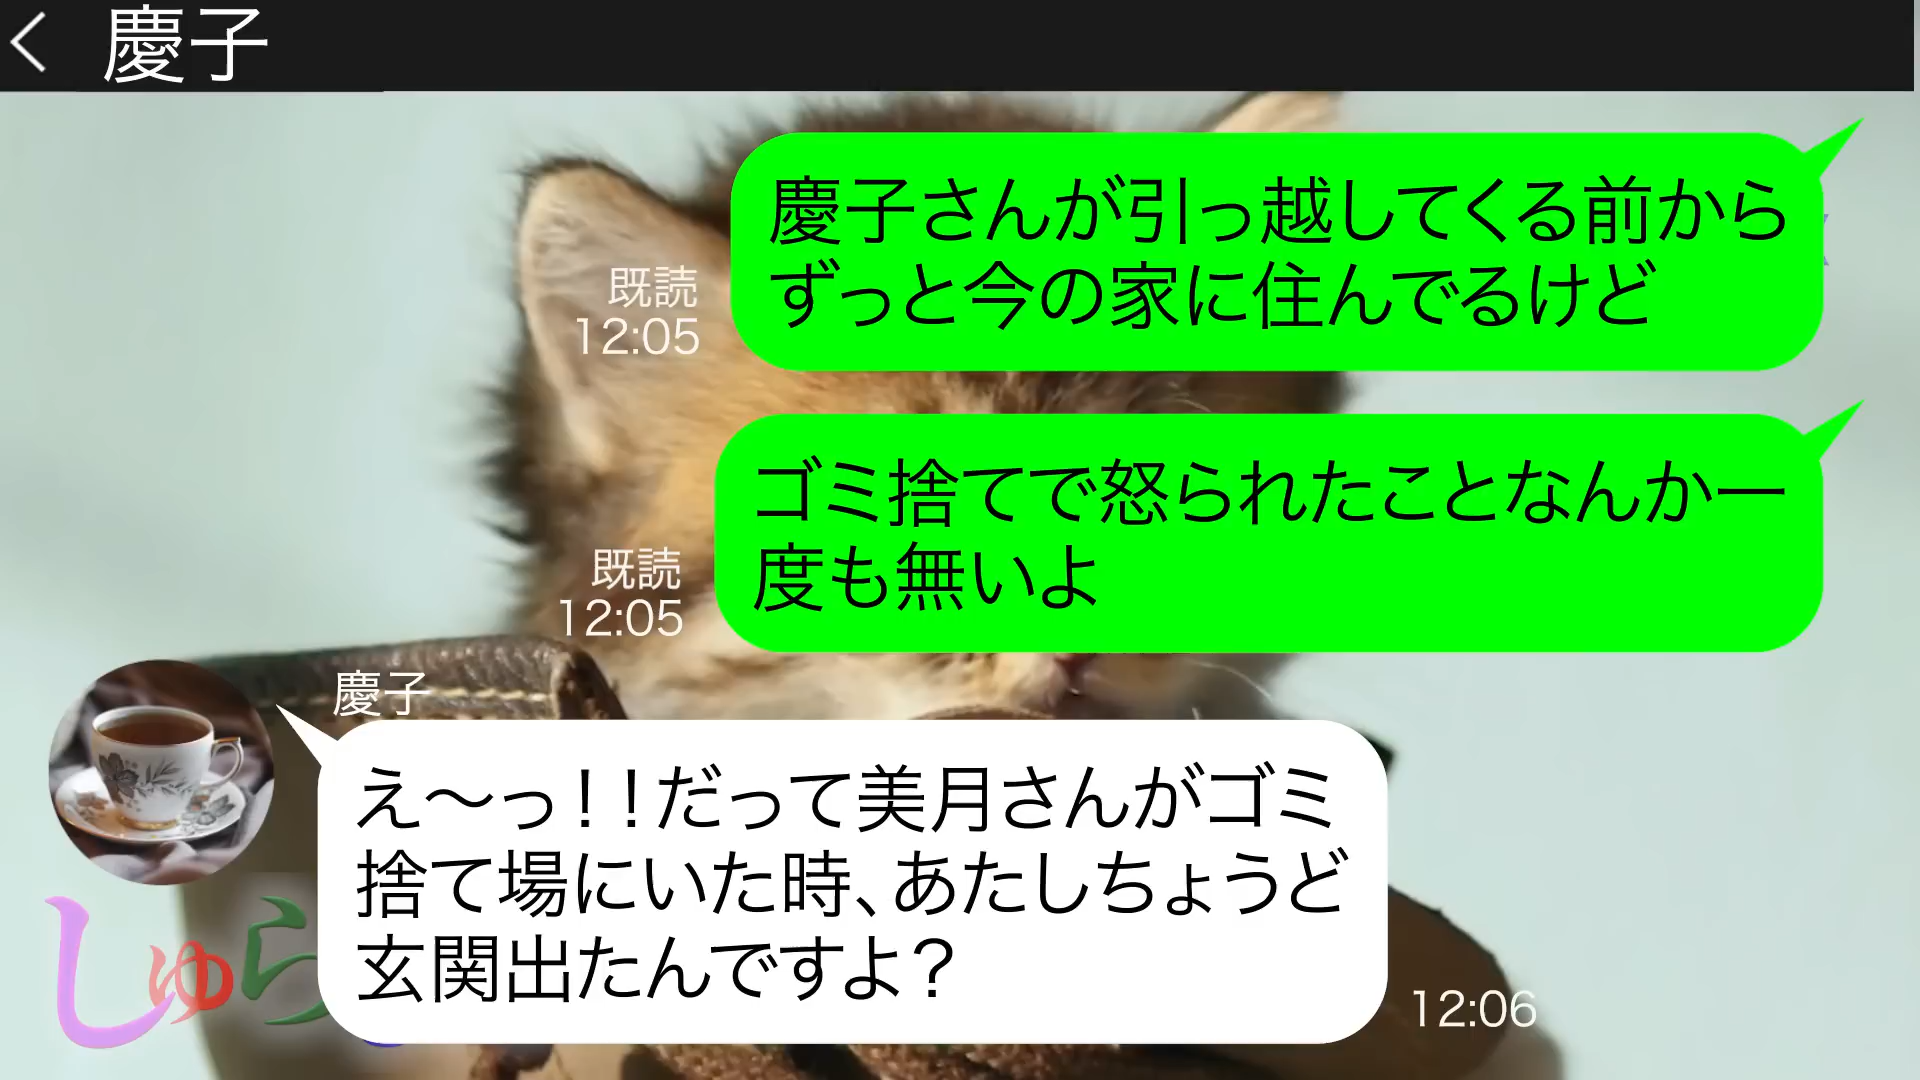 慶子
慶子さんが引っ越してくる前から
ずっと今の家に住んでるけど
既読
12:05
ゴミ捨てで怒られたことなんか一
度も無いよ
既読
12:05
慶子
え〜っ!!だって美月さんがゴミ
捨て場にいた時、あたしちょうど
玄関出たんですよ?
12:06
しゅら